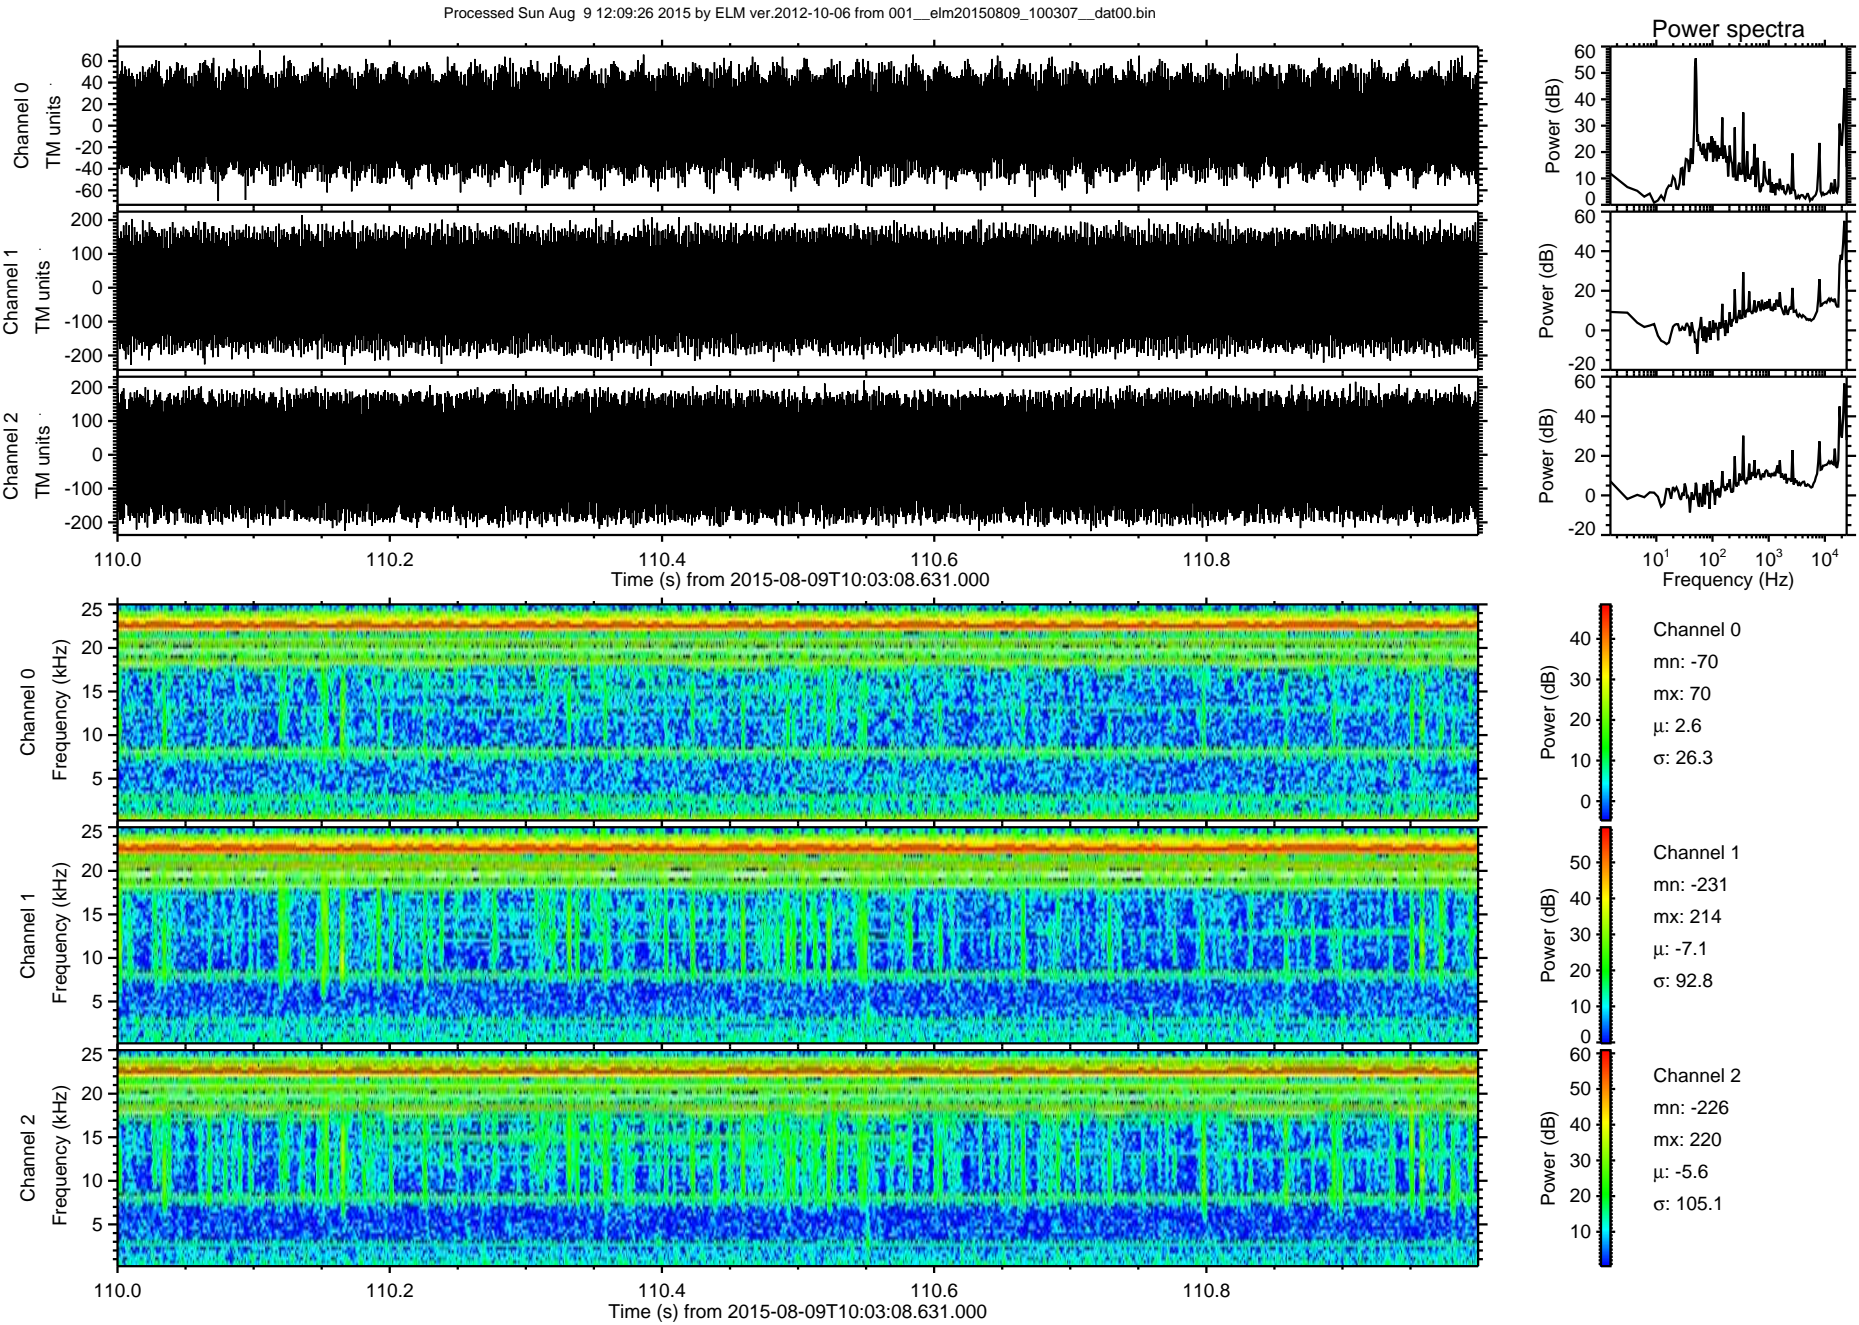 Processed Sun Aug  9 12:09:26 2015 by ELM ver.2012-10-06 from 001__elm20150809_100307__dat00.bin
Power spectra
Channel 0
TM units
60
40
20
0
-20
-40
-60
Power (dB)
60
50
40
30
20
10
0
Channel 1
TM units
200
100
0
-100
-200
Power (dB)
60
40
20
0
-20
Channel 2
TM units
200
100
0
-100
-200
Power (dB)
60
40
20
0
-20
110.0 110.2 110.4 110.6 110.8
Time (s) from 2015-08-09T10:03:08.631.000
10^1 10^2 10^3 10^4
Frequency (Hz)
Channel 0
Frequency (kHz)
25
20
15
10
5
Power (dB)
40
30
20
10
0
Channel 0
mn: -70
mx: 70
μ: 2.6
σ: 26.3
Channel 1
Frequency (kHz)
25
20
15
10
5
Power (dB)
50
40
30
20
10
0
Channel 1
mn: -231
mx: 214
μ: -7.1
σ: 92.8
Channel 2
Frequency (kHz)
25
20
15
10
5
Power (dB)
60
50
40
30
20
10
Channel 2
mn: -226
mx: 220
μ: -5.6
σ: 105.1
110.0 110.2 110.4 110.6 110.8
Time (s) from 2015-08-09T10:03:08.631.000